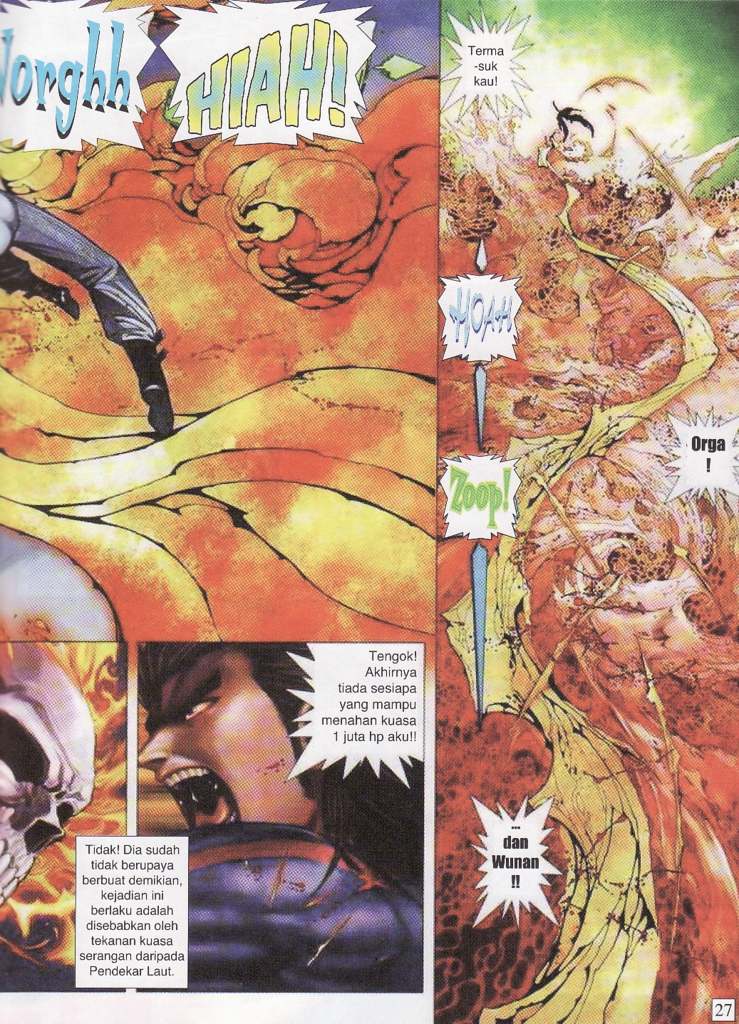 HIAH!
Terma
-suk
kau!
HOAH
Zoop!
Orga
!
Tengok!
Akhirnya
tiada sesiapa
yang mampu
menahan kuasa
1 juta hp aku!!
Tidak! Dia sudah
tidak berupaya
berbuat demikian,
kejadian ini
berlaku adalah
disebabkan oleh
tekanan kuasa
serangan daripada
Pendekar Laut.
...
dan
Wunan
!!
27